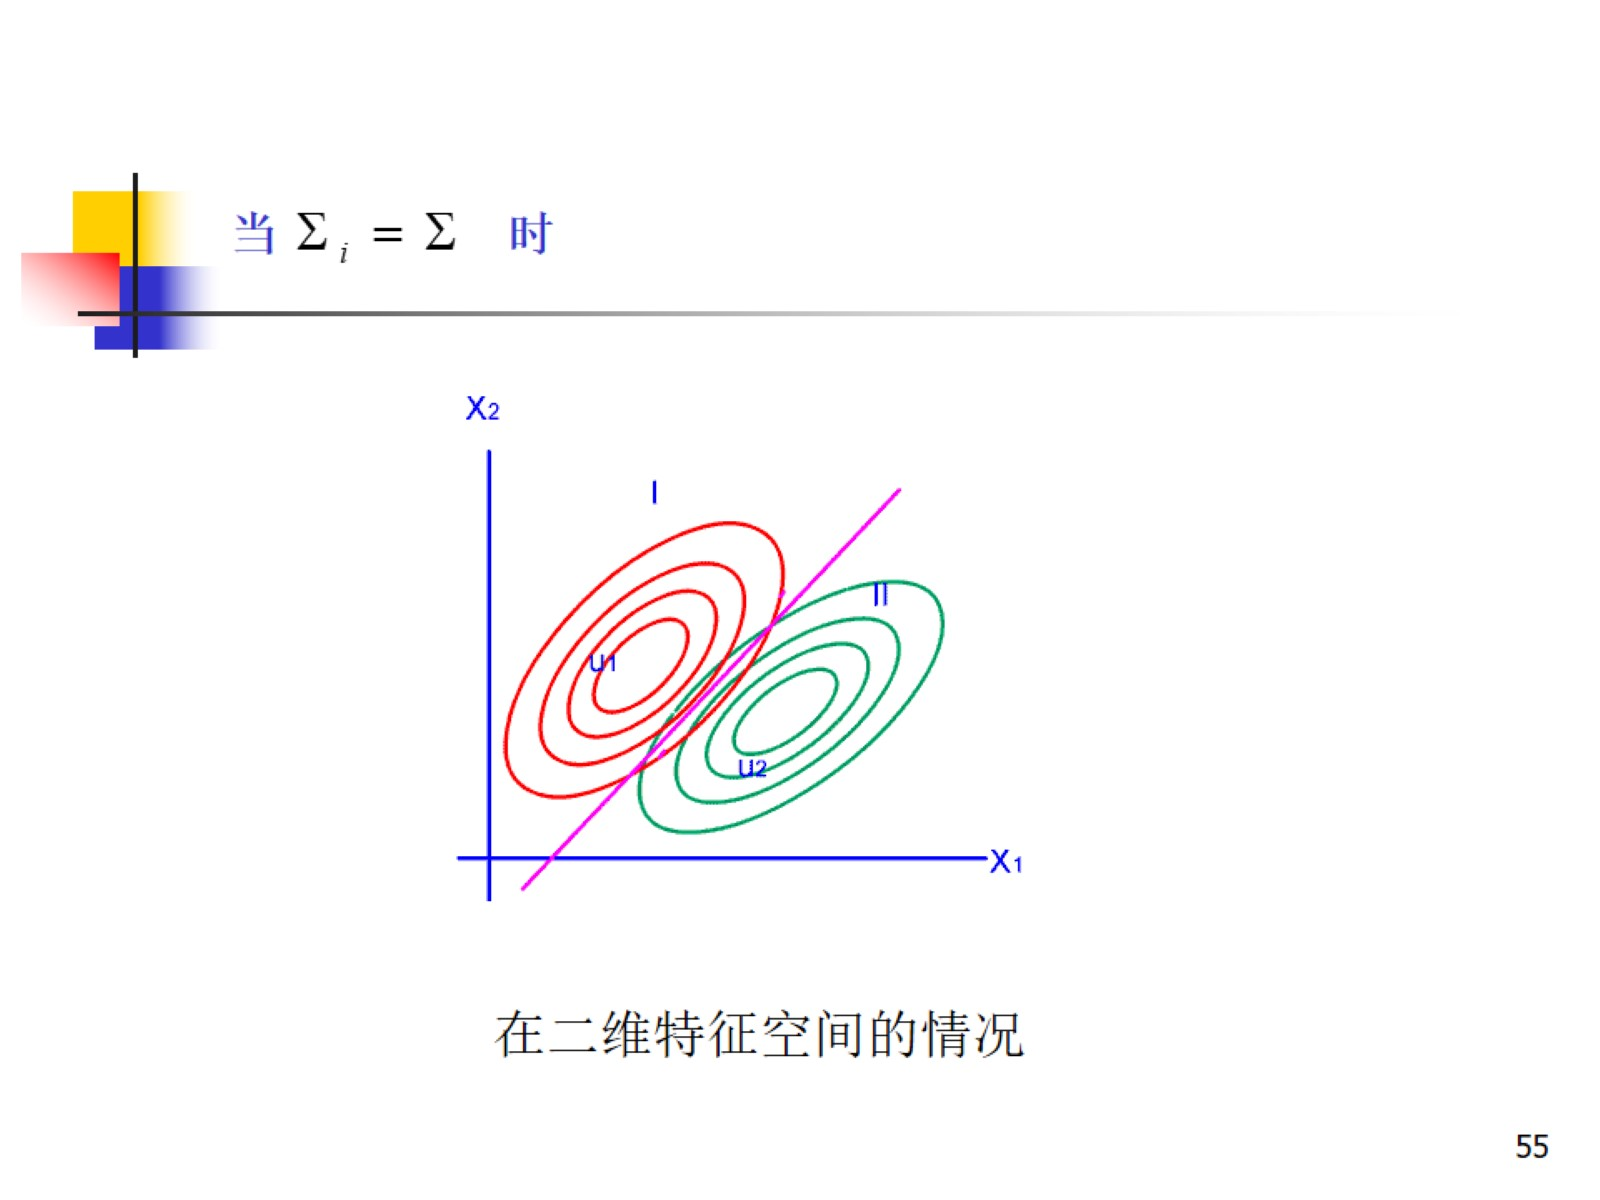 当 Σi = Σ 时
X2
I
II
u1
u2
X1
在二维特征空间的情况
55